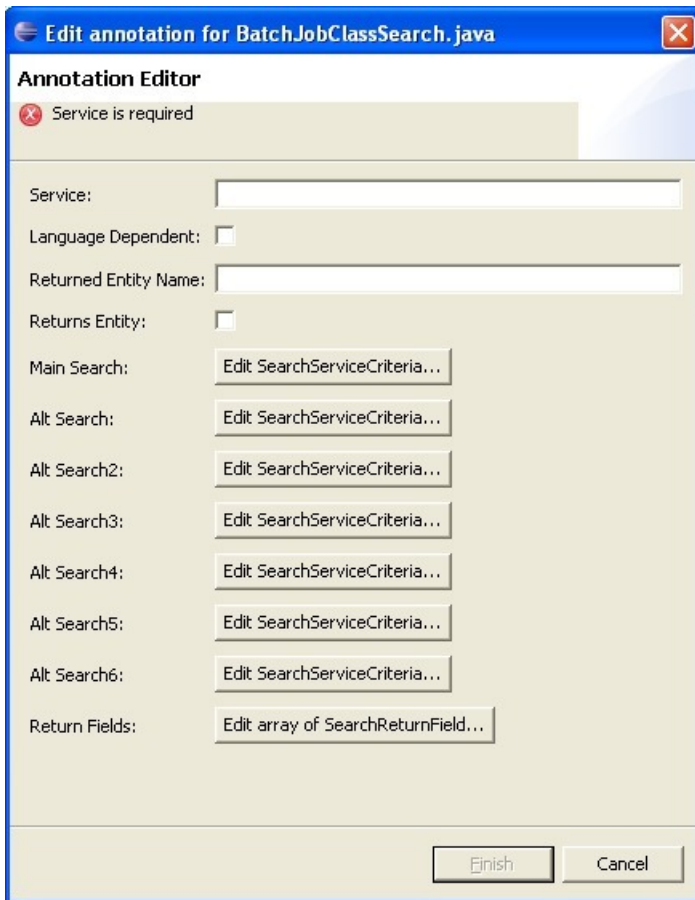 Edit annotation for BatchJobClassSearch.java
Annotation Editor
Service is required
Service:
Language Dependent:
Returned Entity Name:
Returns Entity:
Main Search: Edit SearchServiceCriteria...
Alt Search: Edit SearchServiceCriteria...
Alt Search2: Edit SearchServiceCriteria...
Alt Search3: Edit SearchServiceCriteria...
Alt Search4: Edit SearchServiceCriteria...
Alt Search5: Edit SearchServiceCriteria...
Alt Search6: Edit SearchServiceCriteria...
Return Fields: Edit array of SearchReturnField...
Finish Cancel